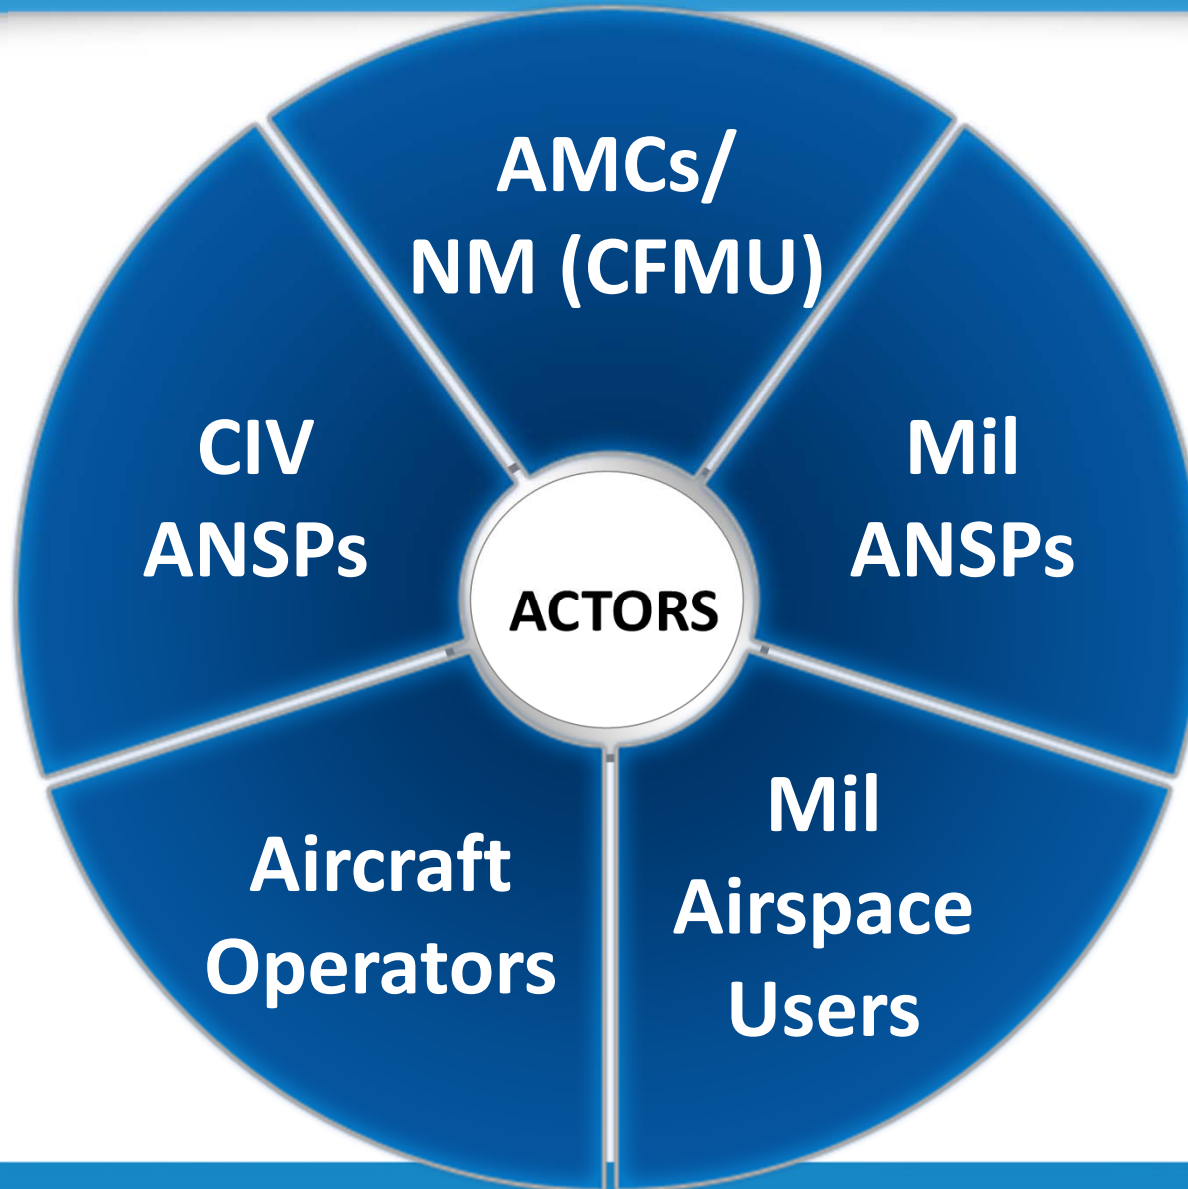 AMCs/
NM (CFMU)
CIV
ANSPs
Mil
ANSPs
ACTORS
Aircraft
Operators
Mil
Airspace
Users